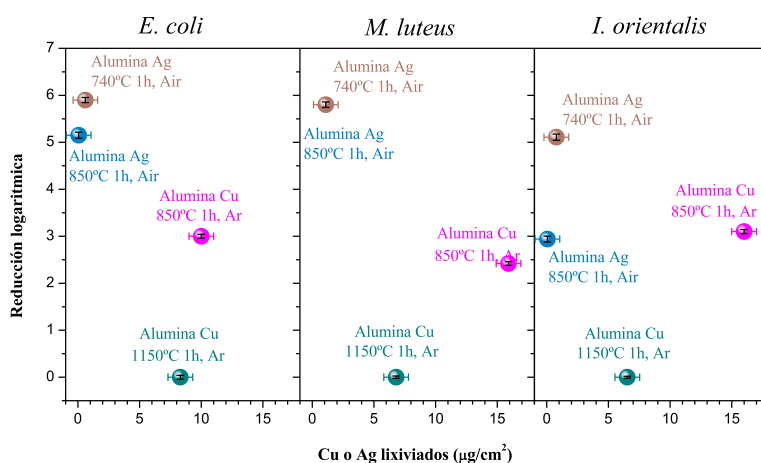 E. coli
M. luteus
I. orientalis
Reducción logaritmica
7
6
5
4
3
2
1
0
Alumina Ag
740ºC 1h, Air
Alumina Ag
850ºC 1h, Air
Alumina Cu
850ºC 1h, Ar
Alumina Cu
1150ºC 1h, Ar
Alumina Ag
740ºC 1h, Air
Alumina Ag
850ºC 1h, Air
Alumina Cu
850ºC 1h, Ar
Alumina Cu
1150ºC 1h, Ar
Alumina Ag
740ºC 1h, Air
Alumina Cu
850ºC 1h, Ar
Alumina Ag
850ºC 1h, Air
Alumina Cu
1150ºC 1h, Ar
0 5 10 15 0 5 10 15 0 5 10 15
Cu o Ag lixiviados (μg/cm²)